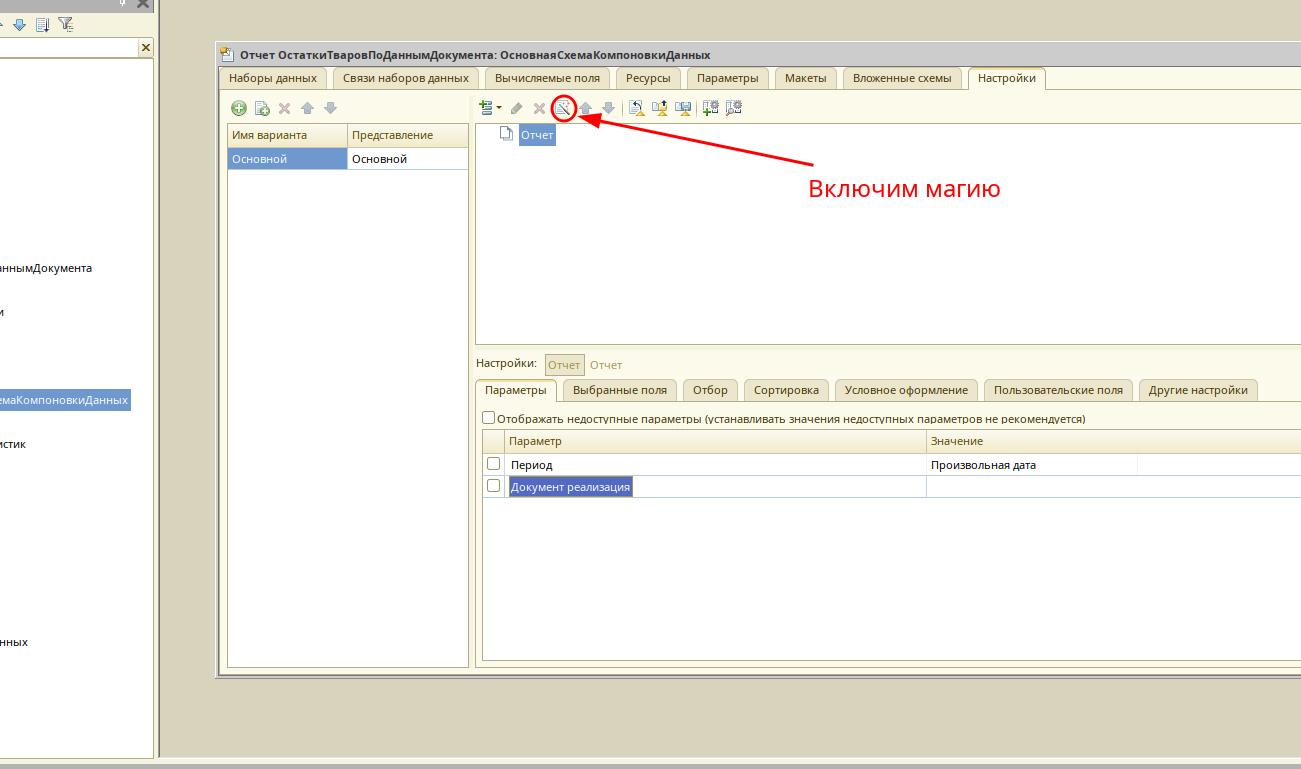 Отчет ОстаткиТваровПоДаннымДокумента: ОсновнаяСхемаКомпоновкиДанных
Наборы данных Связи наборов данных Вычисляемые поля Ресурсы Параметры Макеты Вложенные схемы Настройки
Имя варианта Представление
Основной Основной
Отчет
Включим магию
аннымДокумента
и
емаКомпоновкиДанных
истик
нных
Настройки: Отчет Отчет
Параметры Выбранные поля Отбор Сортировка Условное оформление Пользовательские поля Другие настройки
Отображать недоступные параметры (устанавливать значения недоступных параметров не рекомендуется)
Параметр Значение
Период Произвольная дата
Документ реализация